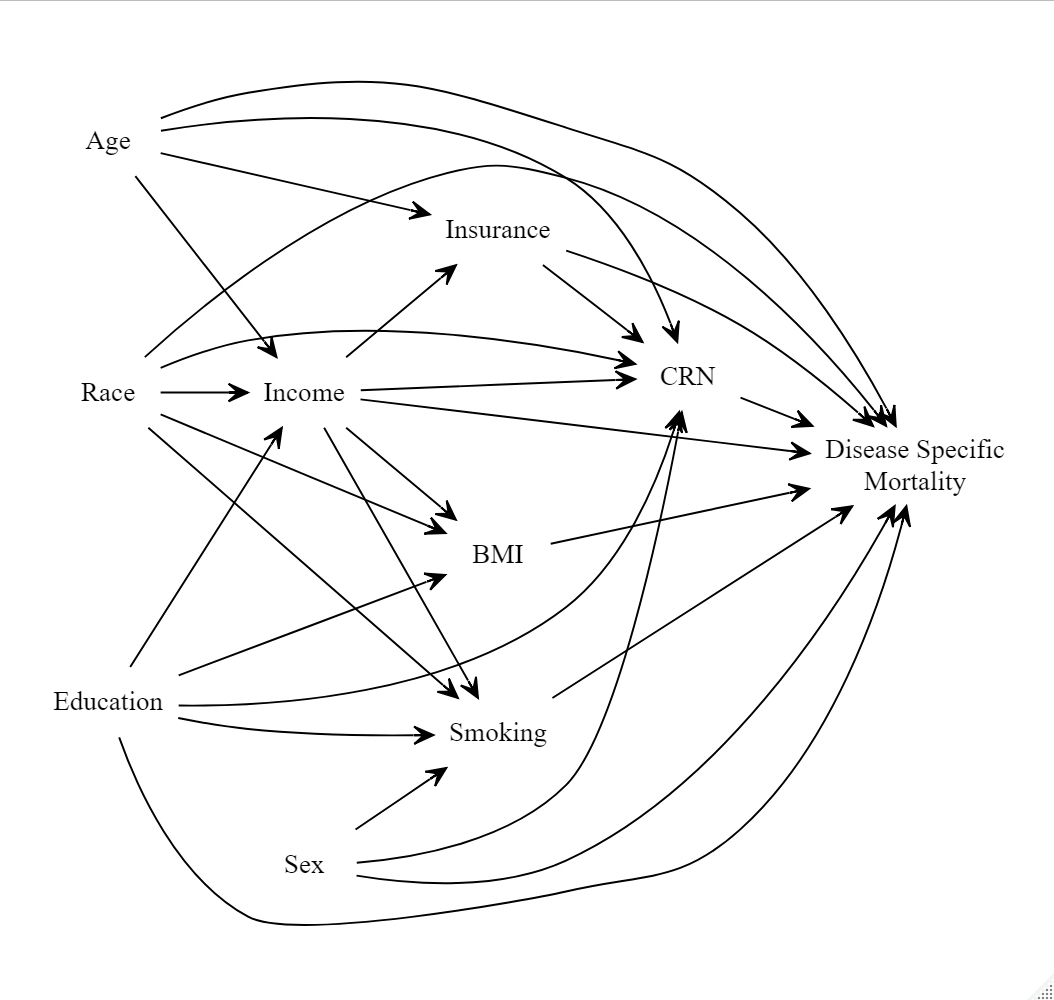 Age
Insurance
CRN
Race
Income
Disease Specific
Mortality
BMI
Education
Smoking
Sex